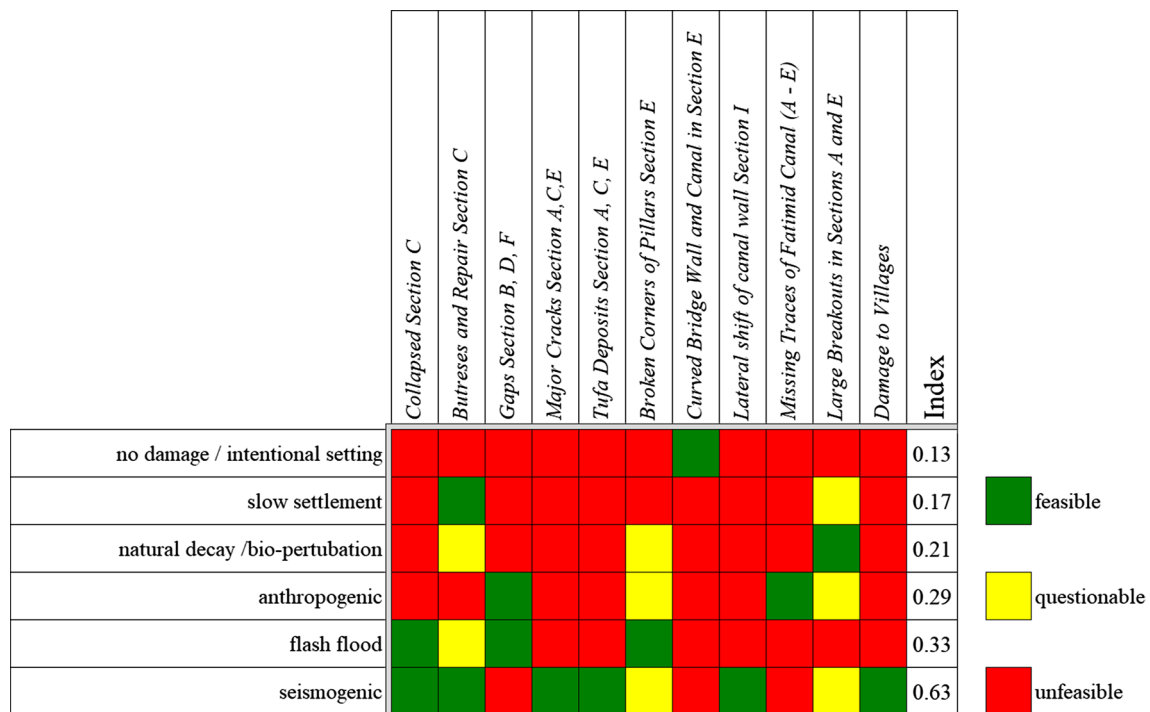 Collapsed Section C
Butreses and Repair Section C
Gaps Section B, D, F
Major Cracks Section A,C,E
Tufa Deposits Section A, C, E
Broken Corners of Pillars Section E
Curved Bridge Wall and Canal in Section E
Lateral shift of canal wall Section I
Missing Traces of Fatimid Canal (A - E)
Large Breakouts in Sections A and E
Damage to Villages
Index
no damage / intentional setting 0.13
slow settlement 0.17
natural decay /bio-pertubation 0.21
anthropogenic 0.29
flash flood 0.33
seismogenic 0.63
feasible
questionable
unfeasible